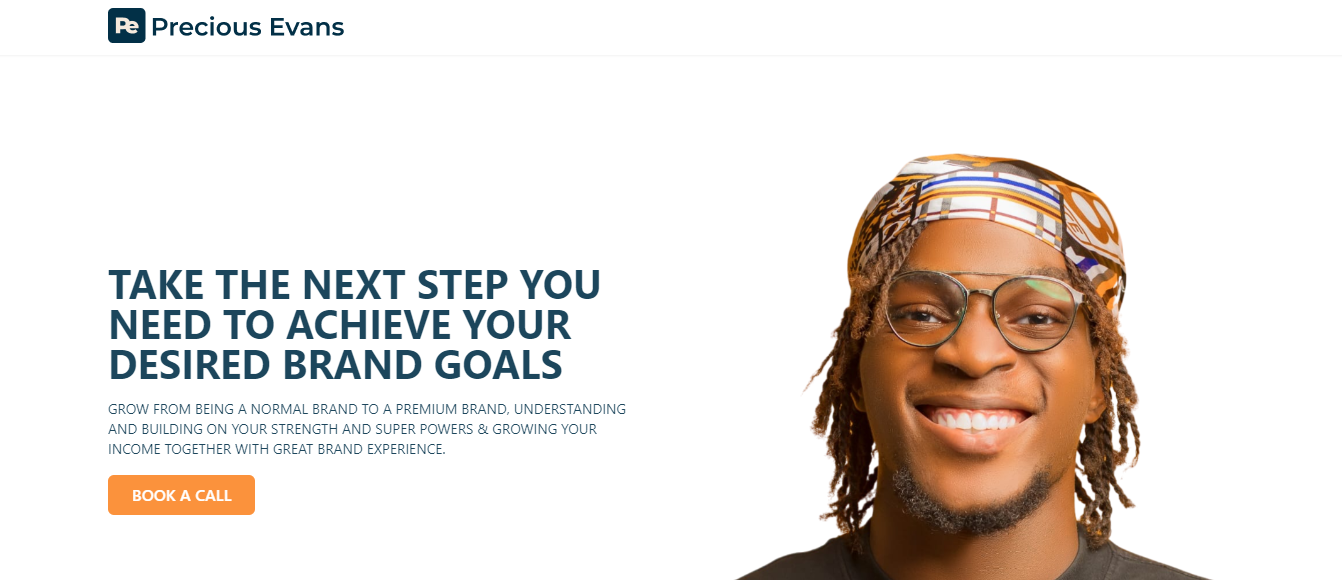 Pe Precious Evans
TAKE THE NEXT STEP YOU
NEED TO ACHIEVE YOUR
DESIRED BRAND GOALS
GROW FROM BEING A NORMAL BRAND TO A PREMIUM BRAND, UNDERSTANDING
AND BUILDING ON YOUR STRENGTH AND SUPER POWERS & GROWING YOUR
INCOME TOGETHER WITH GREAT BRAND EXPERIENCE.
BOOK A CALL